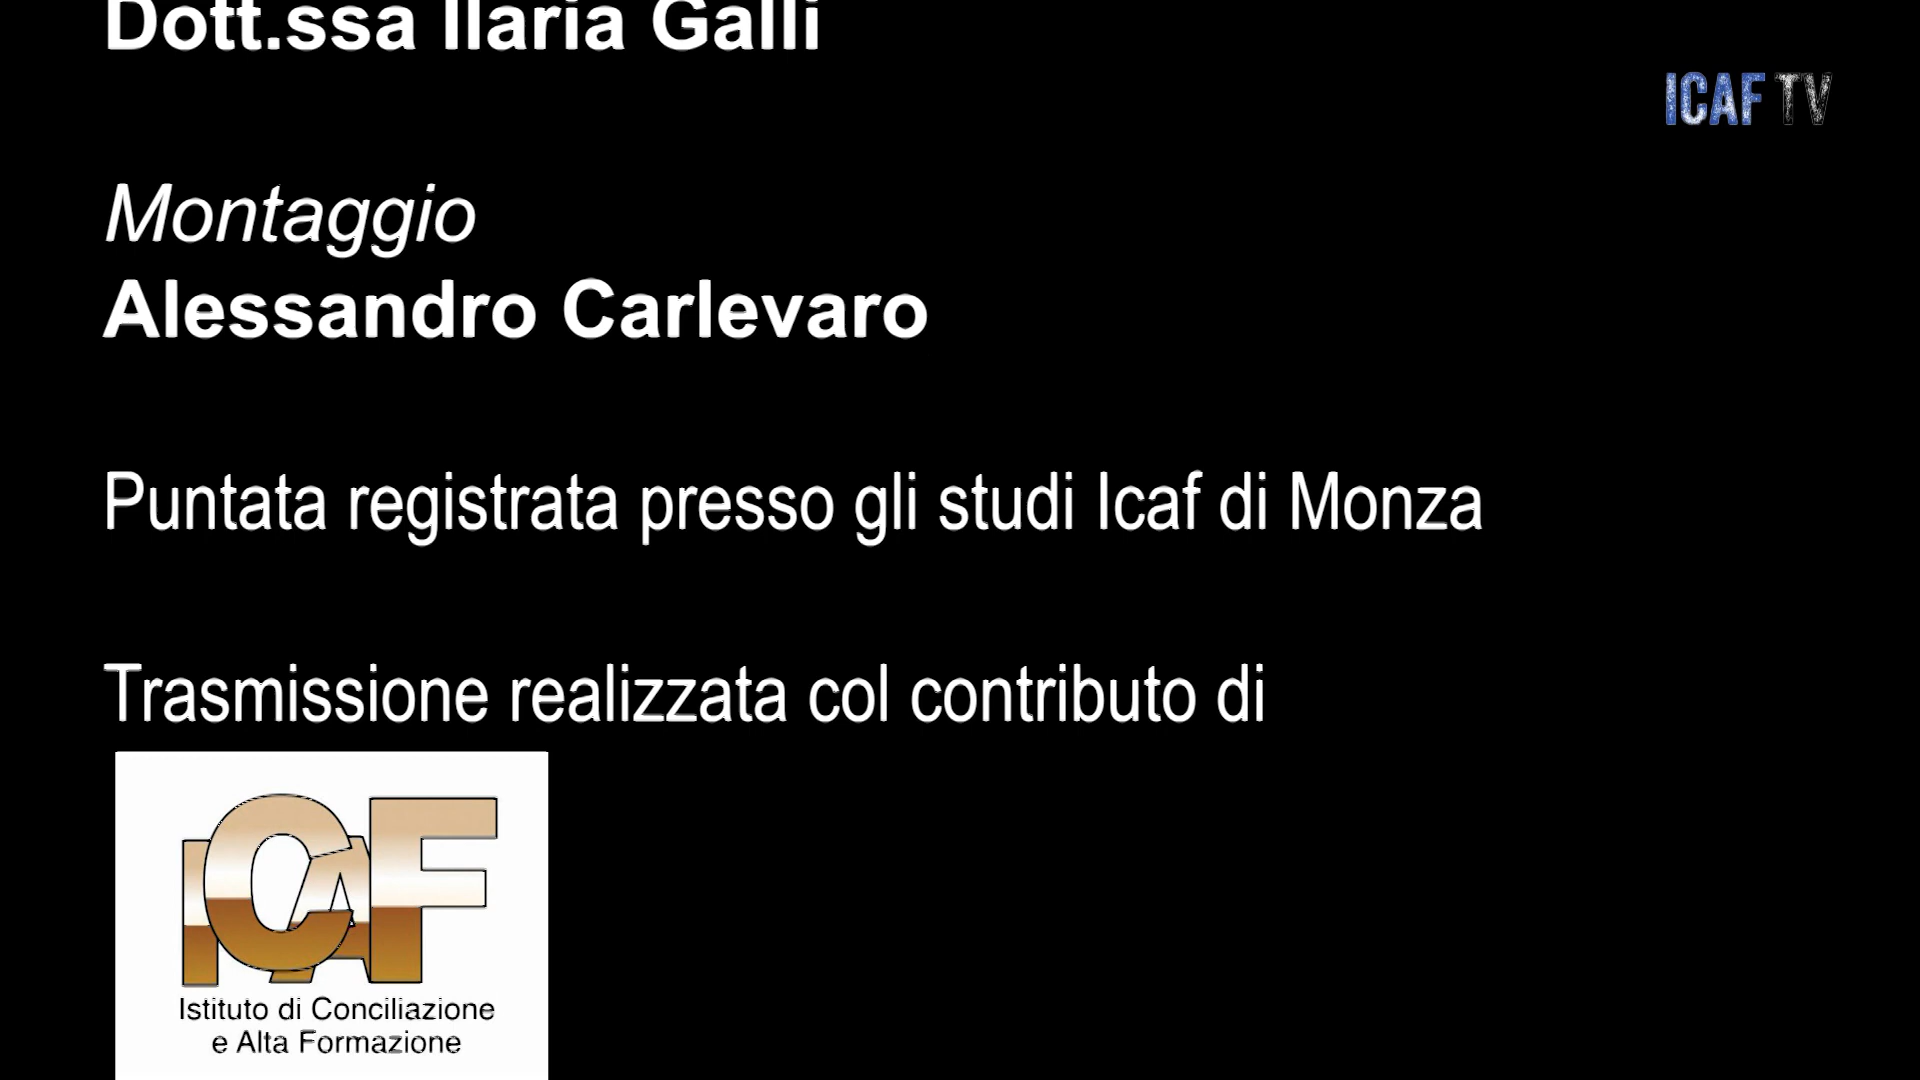 Dott.ssa Ilaria Galli
ICAF TV
Montaggio
Alessandro Carlevaro
Puntata registrata presso gli studi Icaf di Monza
Trasmissione realizzata col contributo di
ICAF
Istituto di Conciliazione
e Alta Formazione